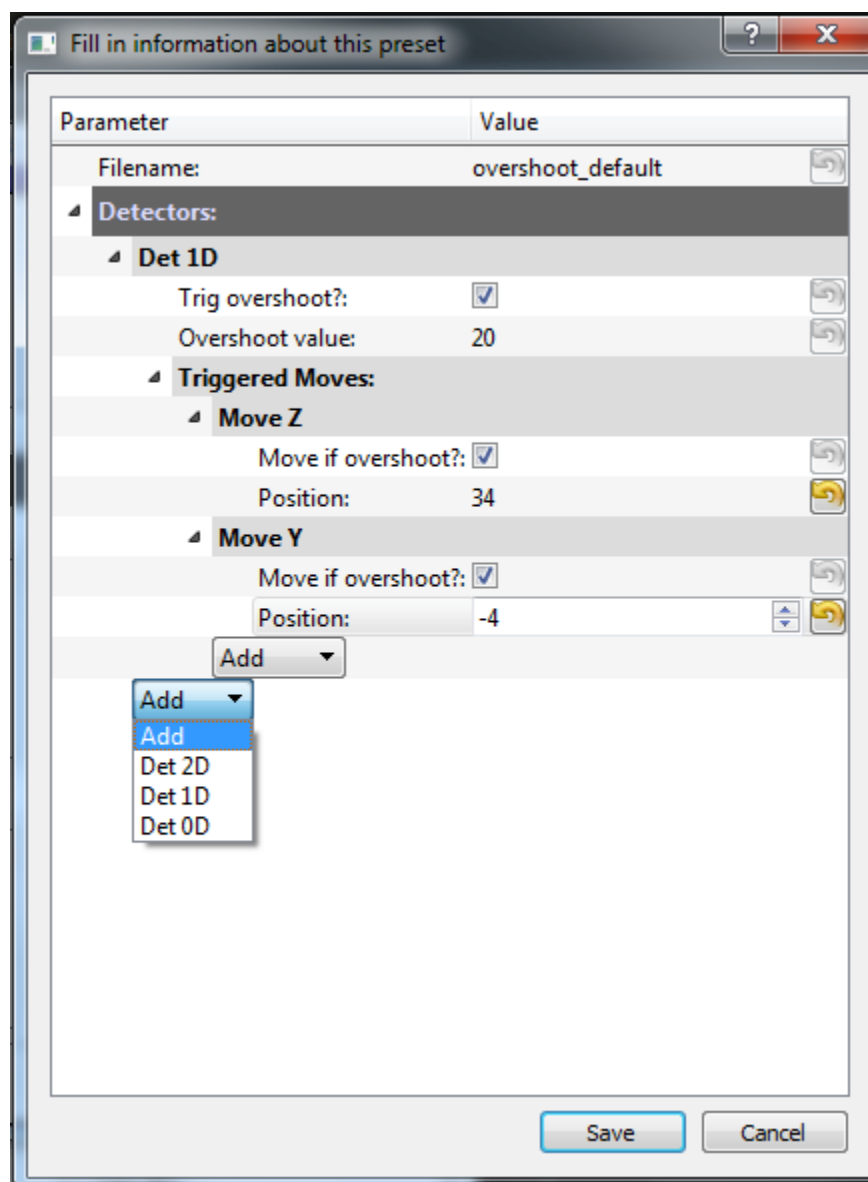 Fill in information about this preset
Parameter Value
Filename: overshoot_default
Detectors:
Det 1D
Trig overshoot?:
Overshoot value: 20
Triggered Moves:
Move Z
Move if overshoot?:
Position: 34
Move Y
Move if overshoot?:
Position: -4
Add
Add
Add
Det 2D
Det 1D
Det 0D
Save Cancel